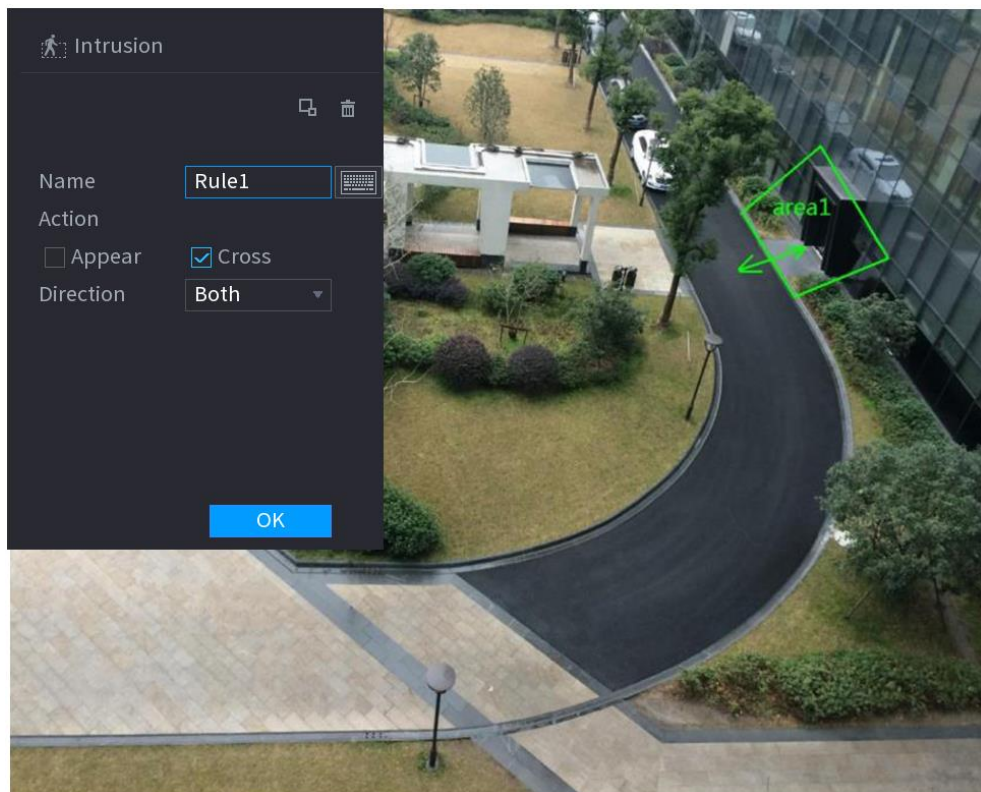 Intrusion
Name Rule1
Action
Appear Cross
Direction Both
OK
area1